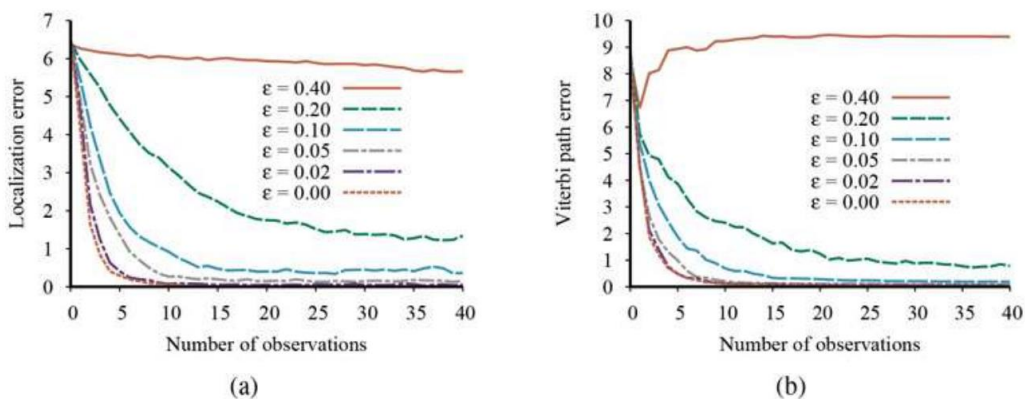 7
6
5
4
3
2
1
0
Localization error
ε = 0.40
ε = 0.20
ε = 0.10
ε = 0.05
ε = 0.02
ε = 0.00
0 5 10 15 20 25 30 35 40
Number of observations
(a)
10
9
8
7
6
5
4
3
2
1
0
Viterbi path error
ε = 0.40
ε = 0.20
ε = 0.10
ε = 0.05
ε = 0.02
ε = 0.00
0 5 10 15 20 25 30 35 40
Number of observations
(b)